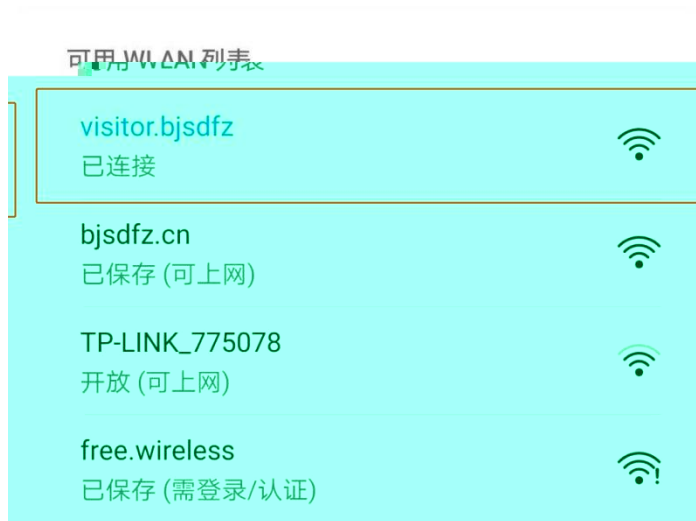 可用 WLAN 列表
visitor.bjsdfz
已连接
bjsdfz.cn
已保存 (可上网)
TP-LINK_775078
开放 (可上网)
free.wireless
已保存 (需登录/认证)